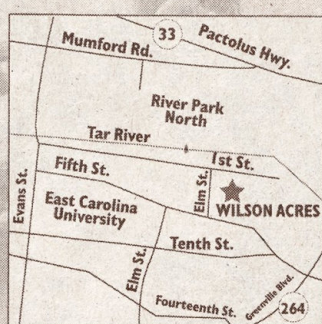 33
Pactolus Hwy.
Mumford Rd.
River Park
North
Tar River
1st St.
Fifth St.
Elm St.
WILSON ACRES
Evans St.
East Carolina
University
Tenth St.
Elm St.
Fourteenth St.
Greenville Blvd.
264